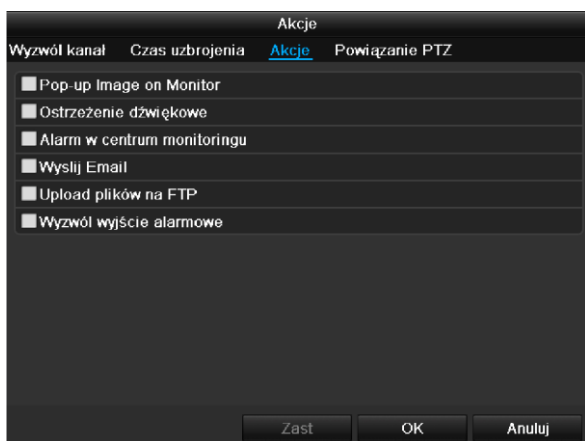 Akcje
Wyzwól kanał Czas uzbrojenia Akcje Powiązanie PTZ
Pop-up Image on Monitor
Ostrzeżenie dźwiękowe
Alarm w centrum monitoringu
Wyslij Email
Upload plików na FTP
Wyzwól wyjście alarmowe
Zast OK Anuluj